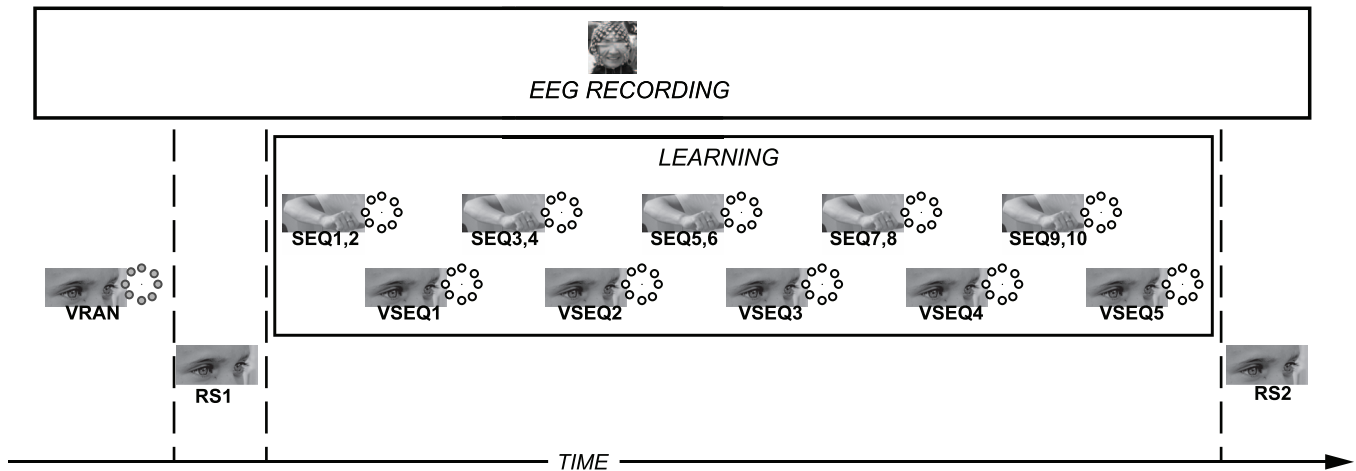 EEG RECORDING
LEARNING
SEQ1,2 SEQ3,4 SEQ5,6 SEQ7,8 SEQ9,10
VRAN VSEQ1 VSEQ2 VSEQ3 VSEQ4 VSEQ5
RS1 RS2
TIME